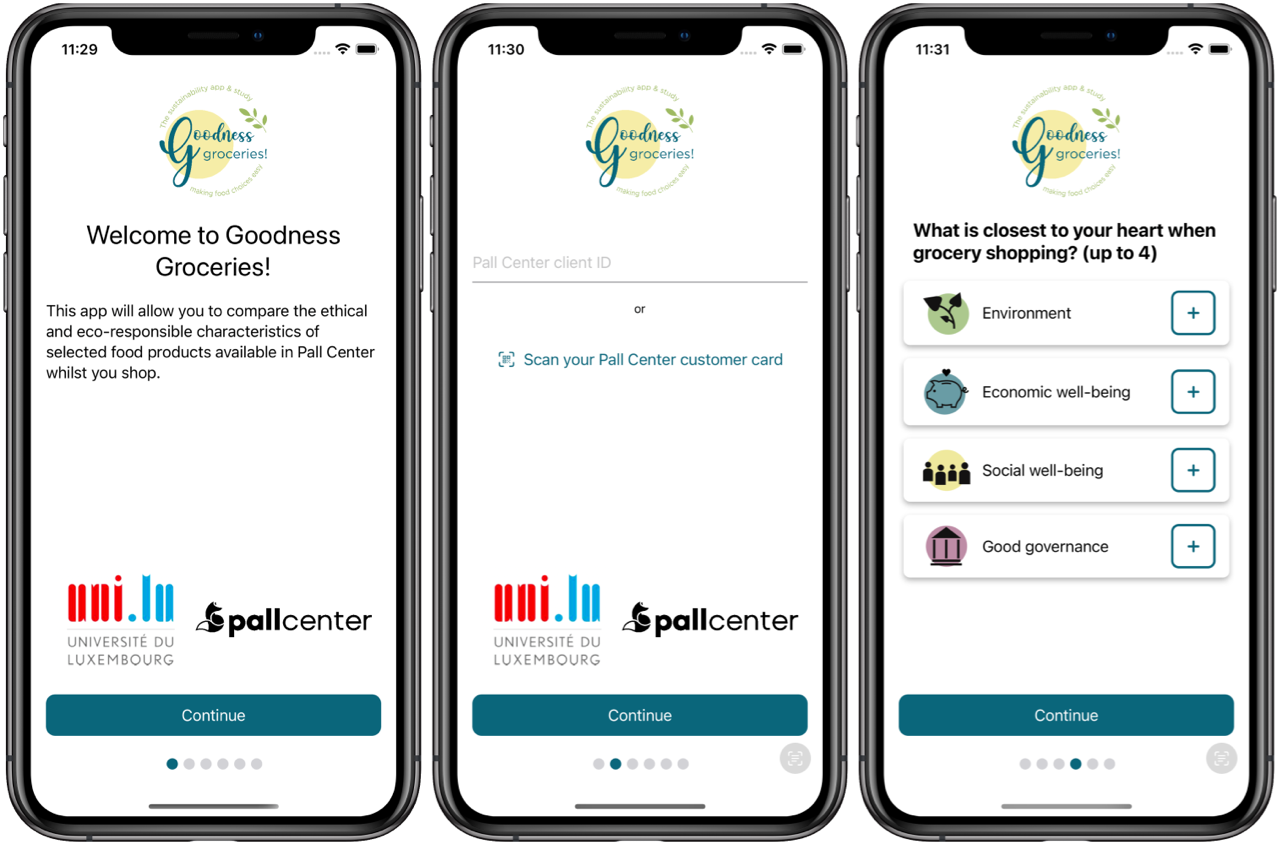 11:29
The sustainability app & study
Goodness
groceries!
making food choices easy
Welcome to Goodness
Groceries!
This app will allow you to compare the ethical
and eco-responsible characteristics of
selected food products available in Pall Center
whilst you shop.
uni.lu
UNIVERSITÉ DU
LUXEMBOURG
pallcenter
Continue
11:30
The sustainability app & study
Goodness
groceries!
making food choices easy
Pall Center client ID
or
Scan your Pall Center customer card
uni.lu
UNIVERSITÉ DU
LUXEMBOURG
pallcenter
Continue
11:31
The sustainability app & study
Goodness
groceries!
making food choices easy
What is closest to your heart when
grocery shopping? (up to 4)
Environment +
Economic well-being +
Social well-being +
Good governance +
Continue